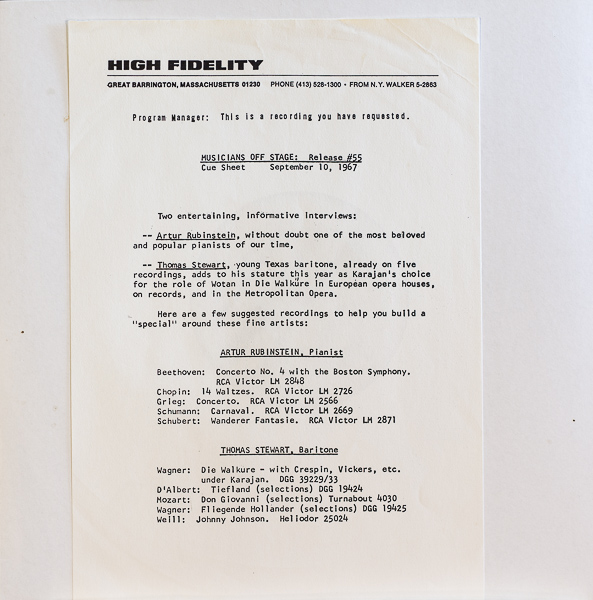 HIGH FIDELITY
GREAT BARRINGTON, MASSACHUSETTS 01230 PHONE (413) 528-1300 • FROM N.Y. WALKER 5-2863
Program Manager: This is a recording you have requested.
MUSICIANS OFF STAGE: Release #55
Cue Sheet September 10, 1967
Two entertaining, informative interviews:
-- Artur Rubinstein, without doubt one of the most beloved
and popular pianists of our time,
-- Thomas Stewart, young Texas baritone, already on five
recordings, adds to his stature this year as Karajan's choice
for the role of Wotan in Die Walküre in European opera houses,
on records, and in the Metropolitan Opera.
Here are a few suggested recordings to help you build a
"special" around these fine artists:
ARTUR RUBINSTEIN, Pianist
Beethoven: Concerto No. 4 with the Boston Symphony.
RCA Victor LM 2848
Chopin: 14 Waltzes. RCA Victor LM 2726
Grieg: Concerto. RCA Victor LM 2566
Schumann: Carnaval. RCA Victor LM 2669
Schubert: Wanderer Fantasie. RCA Victor LM 2871
THOMAS STEWART, Baritone
Wagner: Die Walkure - with Crespin, Vickers, etc.
under Karajan. DGG 39229/33
D'Albert: Tiefland (selections) DGG 19424
Mozart: Don Giovanni (selections) Turnabout 4030
Wagner: Fliegende Hollander (selections) DGG 19425
Weill: Johnny Johnson. Heliodor 25024